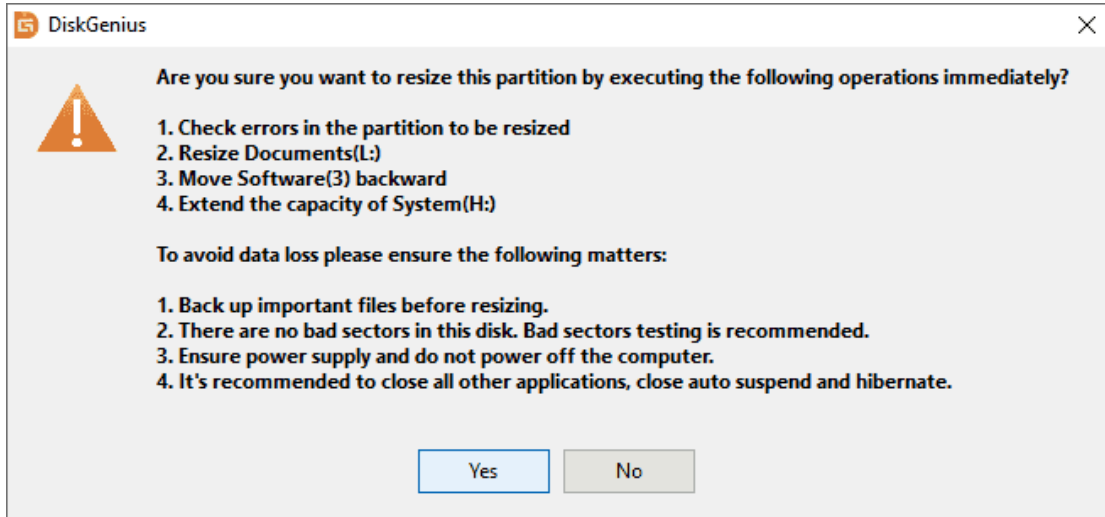 DiskGenius
Are you sure you want to resize this partition by executing the following operations immediately?
1. Check errors in the partition to be resized
2. Resize Documents(L:)
3. Move Software(3) backward
4. Extend the capacity of System(H:)
To avoid data loss please ensure the following matters:
1. Back up important files before resizing.
2. There are no bad sectors in this disk. Bad sectors testing is recommended.
3. Ensure power supply and do not power off the computer.
4. It's recommended to close all other applications, close auto suspend and hibernate.
Yes No